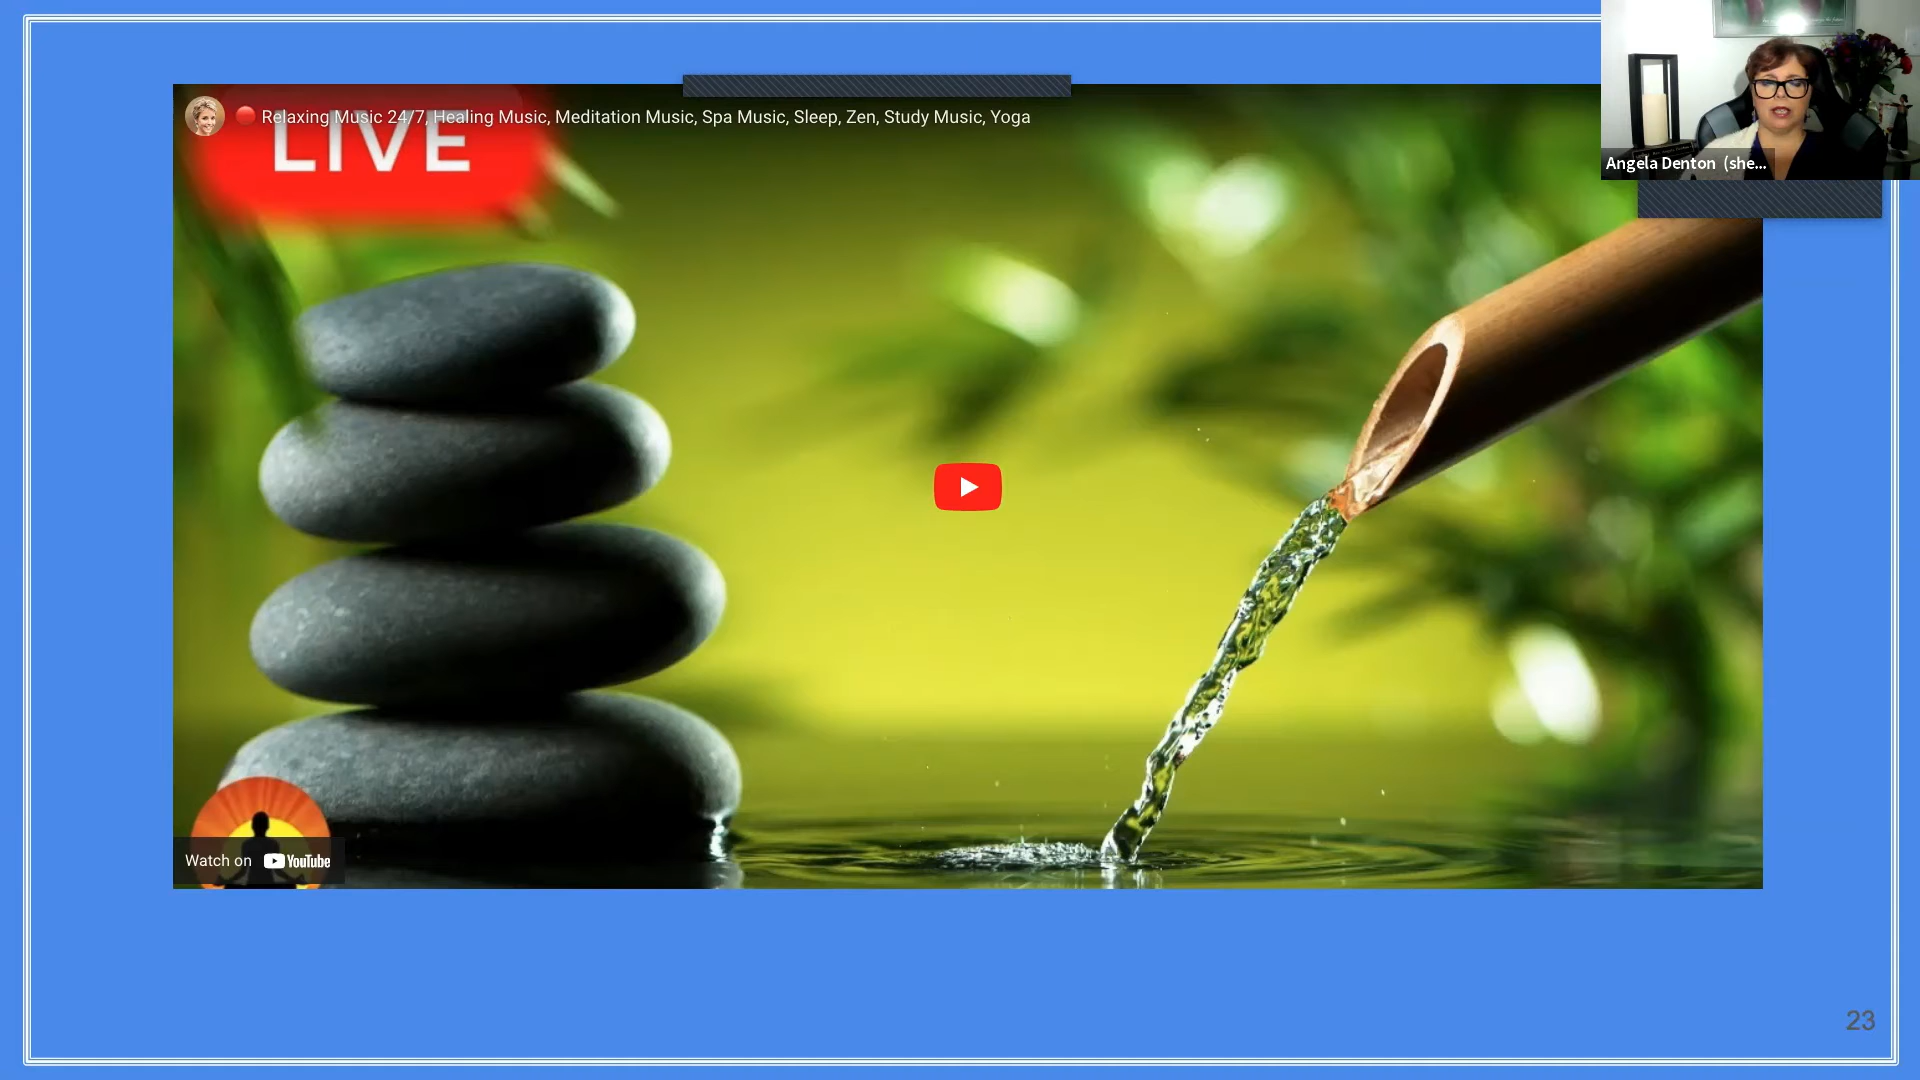 🔴 Relaxing Music 24/7, Healing Music, Meditation Music, Spa Music, Sleep, Zen, Study Music, Yoga
LIVE
Angela Denton (she...
Watch on YouTube
23